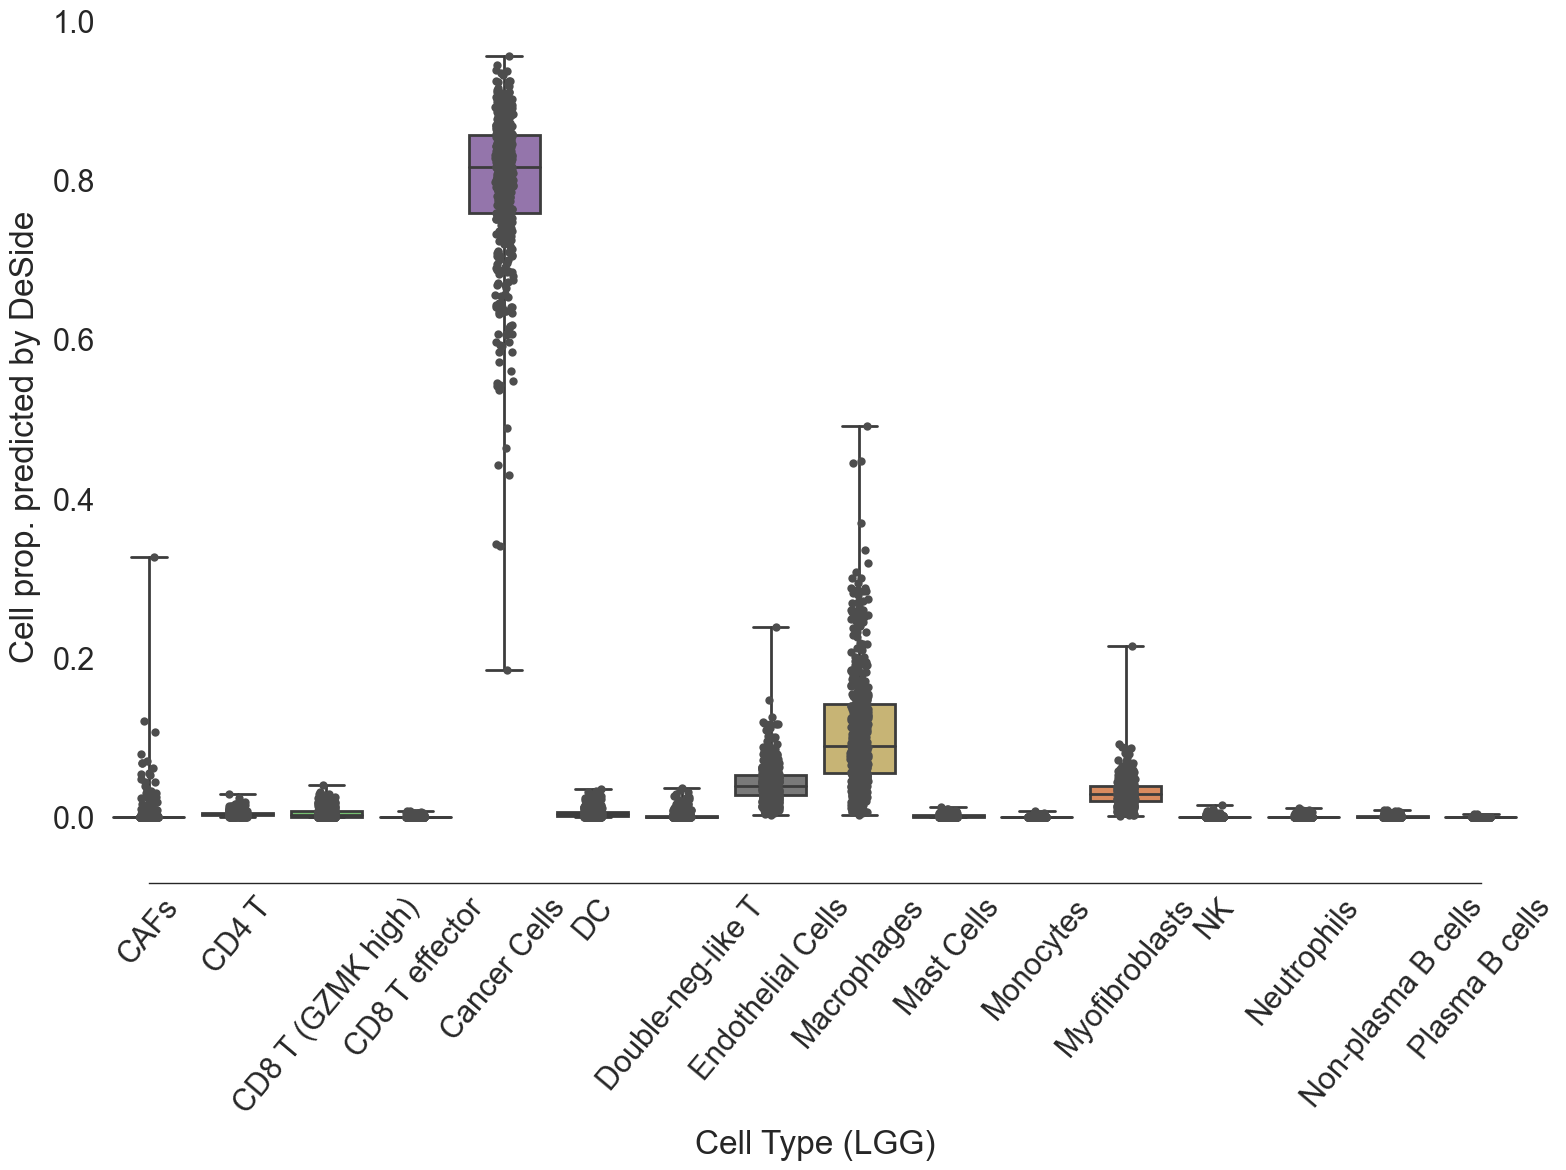 Cell prop. predicted by DeSide
1.0
0.8
0.6
0.4
0.2
0.0
CAFs
CD4 T
CD8 T (GZMK high)
CD8 T effector
Cancer Cells
DC
Double-neg-like T
Endothelial Cells
Macrophages
Mast Cells
Monocytes
Myofibroblasts
NK
Neutrophils
Non-plasma B cells
Plasma B cells
Cell Type (LGG)